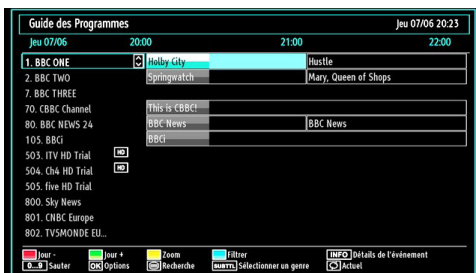 Guide des Programmes Jeu 07/06 20:23
Jeu 07/06 20:00 21:00 22:00
1. BBC ONE Holby City Hustle
2. BBC TWO Springwatch Mary, Queen of Shops
7. BBC THREE
70. CBBC Channel This is CBBC!
80. BBC NEWS 24 BBC News BBC News
105. BBCi BBCi
503. ITV HD Trial HD
504. Ch4 HD Trial HD
505. five HD Trial
800. Sky News
801. CNBC Europe
802. TV5MONDE EU...
Jour - Jour + Zoom Filtrer INFO Détails de l'événement
0...9 Sauter OK Options Recherche SUBTTL Sélectionner un genre Actuel